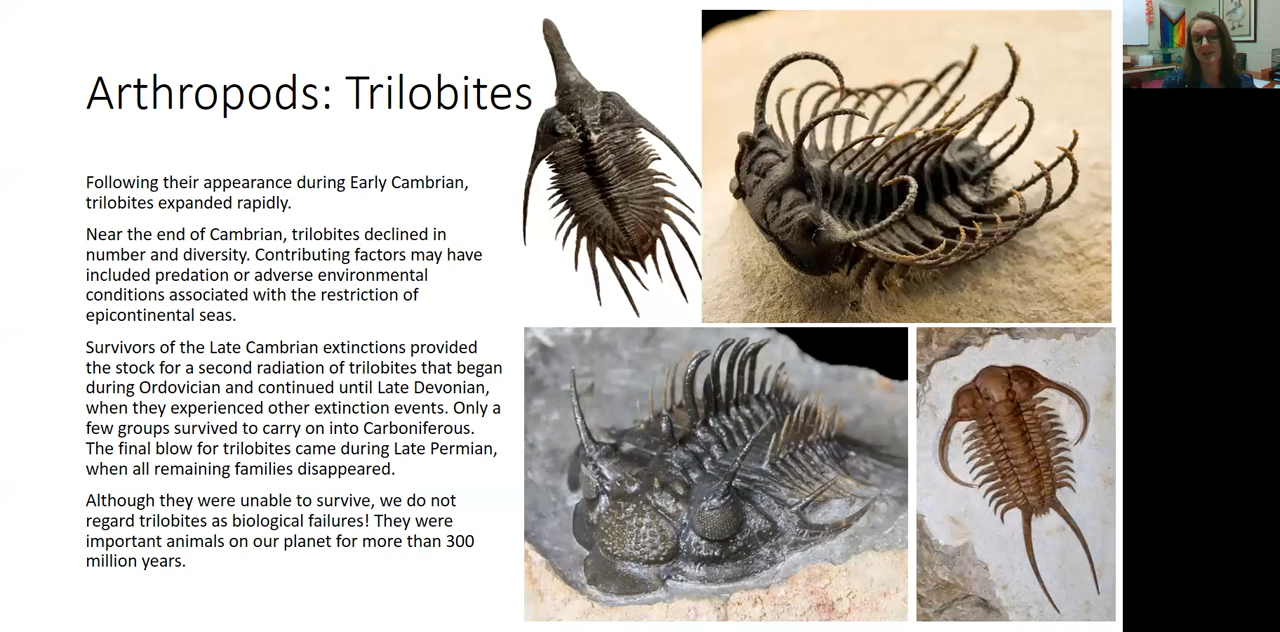 Arthropods: Trilobites
Following their appearance during Early Cambrian,
trilobites expanded rapidly.
Near the end of Cambrian, trilobites declined in
number and diversity. Contributing factors may have
included predation or adverse environmental
conditions associated with the restriction of
epicontinental seas.
Survivors of the Late Cambrian extinctions provided
the stock for a second radiation of trilobites that began
during Ordovician and continued until Late Devonian,
when they experienced other extinction events. Only a
few groups survived to carry on into Carboniferous.
The final blow for trilobites came during Late Permian,
when all remaining families disappeared.
Although they were unable to survive, we do not
regard trilobites as biological failures! They were
important animals on our planet for more than 300
million years.